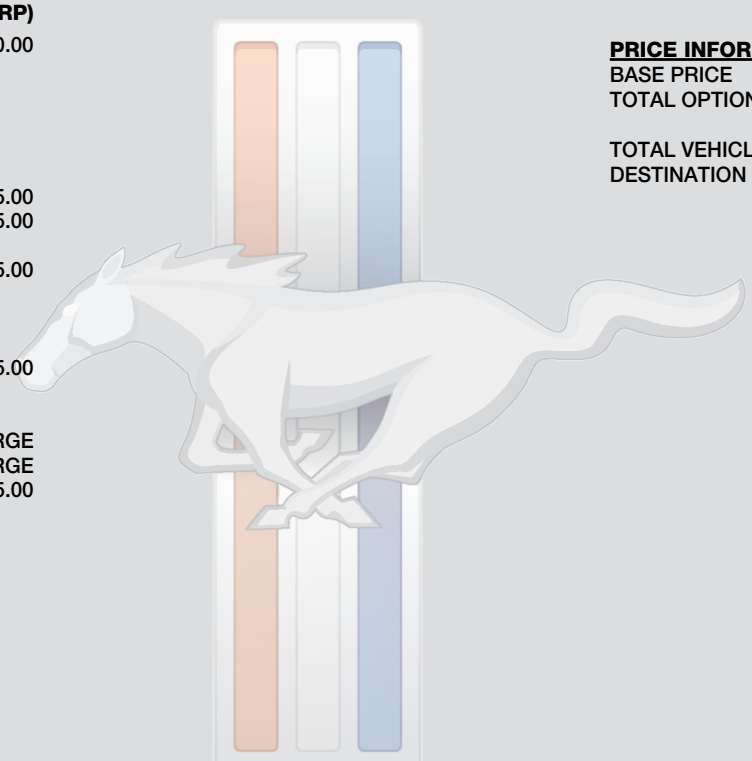 RP)
0.00
5.00
5.00
5.00
5.00
RGE
RGE
5.00
PRICE INFOR
BASE PRICE
TOTAL OPTION
TOTAL VEHICL
DESTINATION